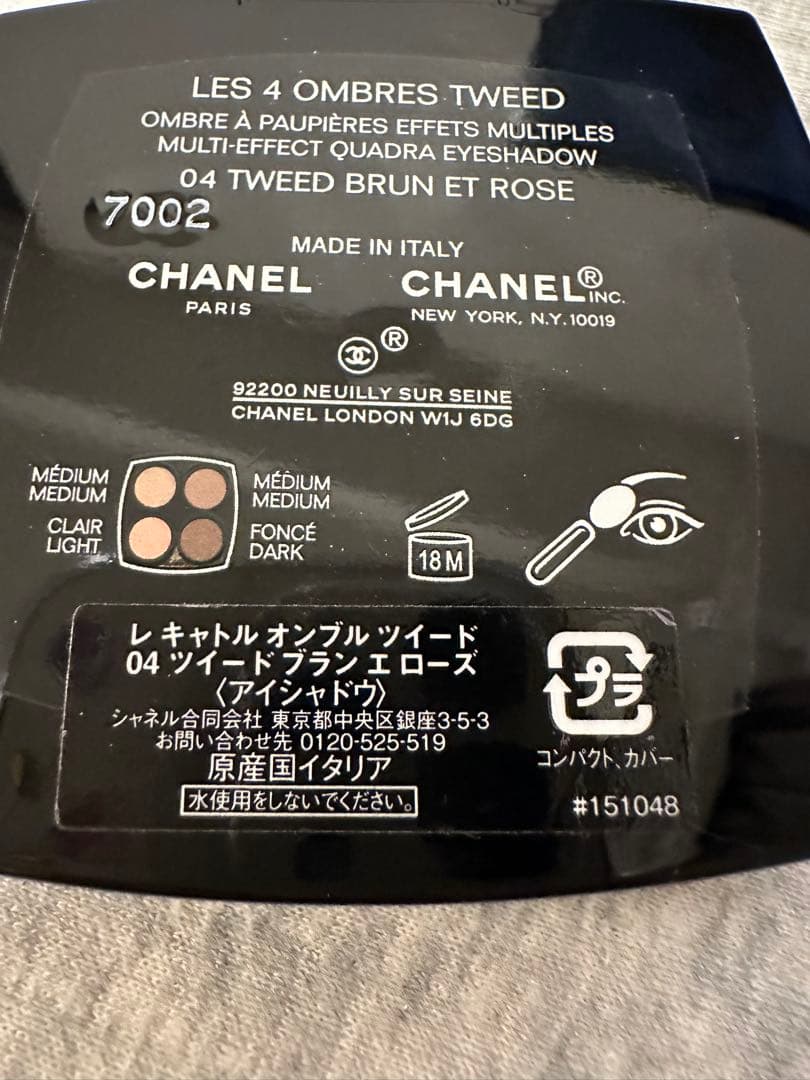 LES 4 OMBRES TWEED
OMBRE À PAUPIÈRES EFFETS MULTIPLES
MULTI-EFFECT QUADRA EYESHADOW
04 TWEED BRUN ET ROSE
7002
MADE IN ITALY
CHANEL
PARIS
CHANEL® INC.
NEW YORK, N.Y. 10019
®
92200 NEUILLY SUR SEINE
CHANEL LONDON W1J 6DG
MÉDIUM
MEDIUM
CLAIR
LIGHT
MÉDIUM
MEDIUM
FONCÉ
DARK
18 M
レ キャトル オンブル ツイード
04 ツイード ブラン エ ローズ
〈アイシャドウ〉
シャネル合同会社 東京都中央区銀座3-5-3
お問い合わせ先 0120-525-519
原産国イタリア
水使用をしないでください。
プラ
コンパクト、カバー
#151048